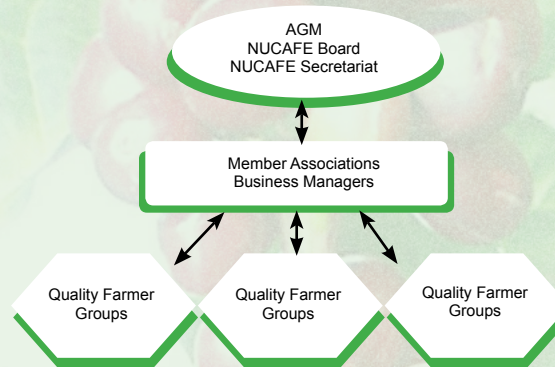 AGM
NUCAFE Board
NUCAFE Secretariat
Member Associations
Business Managers
Quality Farmer
Groups
Quality Farmer
Groups
Quality Farmer
Groups